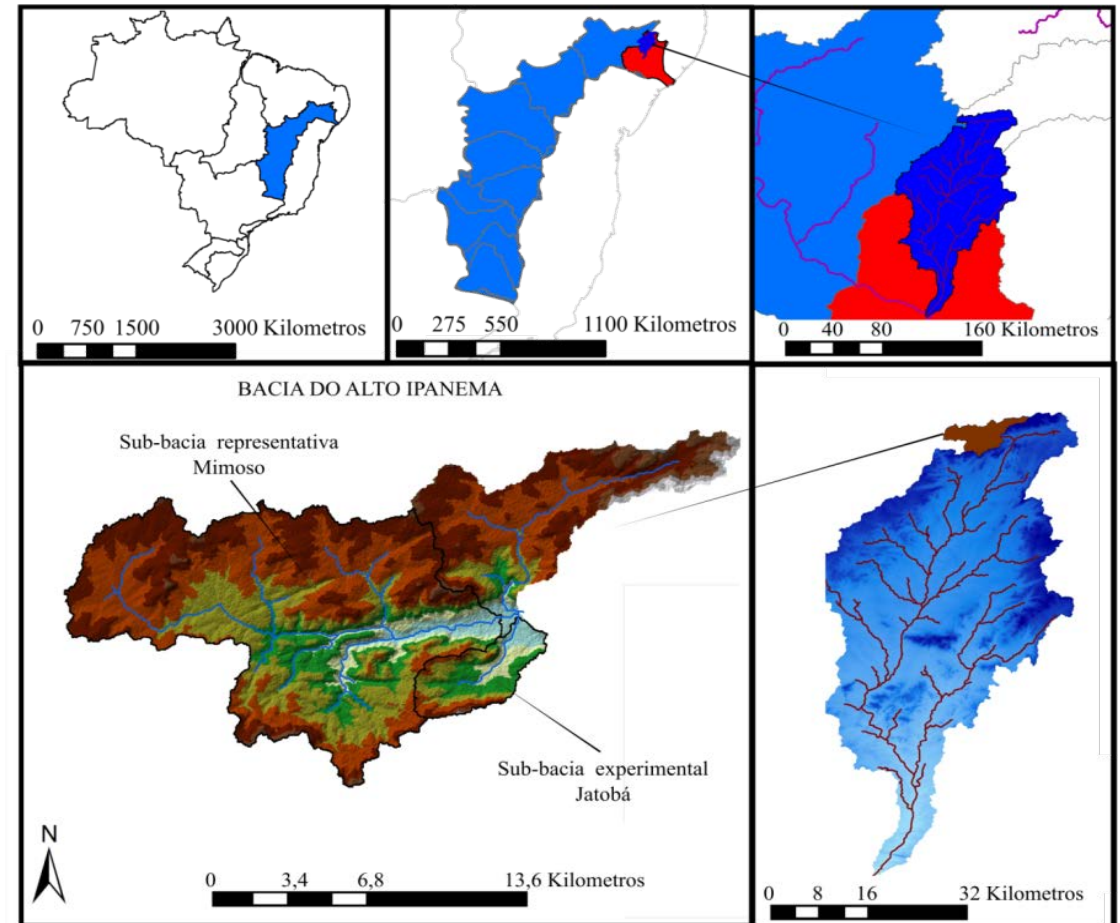 0 750 1500 3000 Kilometros
0 275 550 1100 Kilometros
0 40 80 160 Kilometros
BACIA DO ALTO IPANEMA
Sub-bacia representativa
Mimoso
Sub-bacia experimental
Jatobá
N
0 3,4 6,8 13,6 Kilometros
0 8 16 32 Kilometros